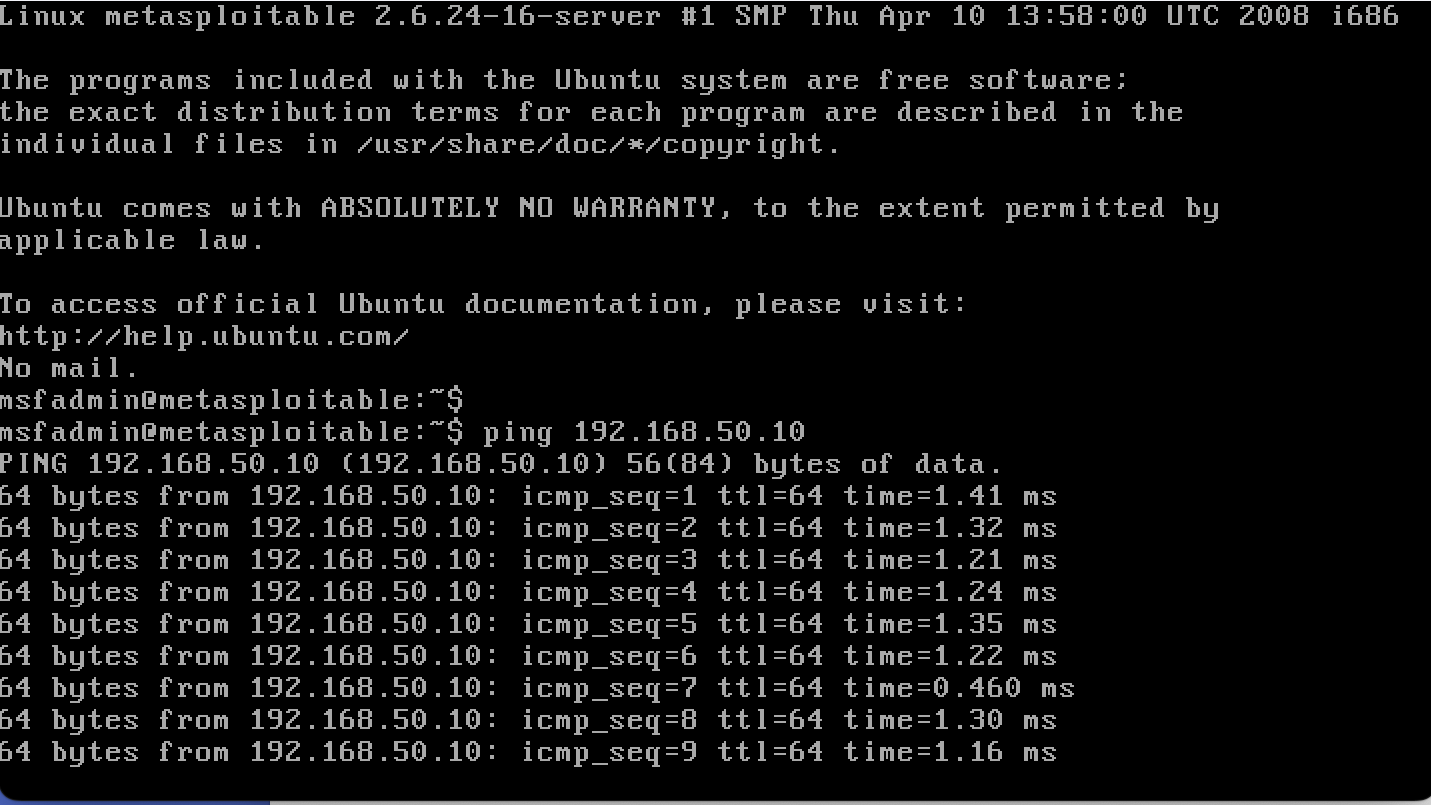 Linux metasploitable 2.6.24-16-server #1 SMP Thu Apr 10 13:58:00 UTC 2008 i686
The programs included with the Ubuntu system are free software;
the exact distribution terms for each program are described in the
individual files in /usr/share/doc/*/copyright.
Ubuntu comes with ABSOLUTELY NO WARRANTY, to the extent permitted by
applicable law.
To access official Ubuntu documentation, please visit:
http://help.ubuntu.com/
No mail.
msfadmin@metasploitable:~$
msfadmin@metasploitable:~$ ping 192.168.50.10
PING 192.168.50.10 (192.168.50.10) 56(84) bytes of data.
64 bytes from 192.168.50.10: icmp_seq=1 ttl=64 time=1.41 ms
64 bytes from 192.168.50.10: icmp_seq=2 ttl=64 time=1.32 ms
64 bytes from 192.168.50.10: icmp_seq=3 ttl=64 time=1.21 ms
64 bytes from 192.168.50.10: icmp_seq=4 ttl=64 time=1.24 ms
64 bytes from 192.168.50.10: icmp_seq=5 ttl=64 time=1.35 ms
64 bytes from 192.168.50.10: icmp_seq=6 ttl=64 time=1.22 ms
64 bytes from 192.168.50.10: icmp_seq=7 ttl=64 time=0.460 ms
64 bytes from 192.168.50.10: icmp_seq=8 ttl=64 time=1.30 ms
64 bytes from 192.168.50.10: icmp_seq=9 ttl=64 time=1.16 ms